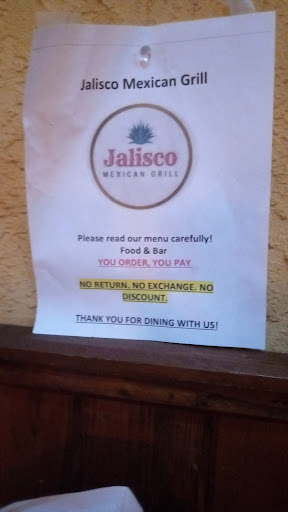 Jalisco Mexican Grill
Jalisco
MEXICAN GRILL
Please read our menu carefully!
Food & Bar
YOU ORDER, YOU PAY
NO RETURN. NO EXCHANGE. NO
DISCOUNT.
THANK YOU FOR DINING WITH US!